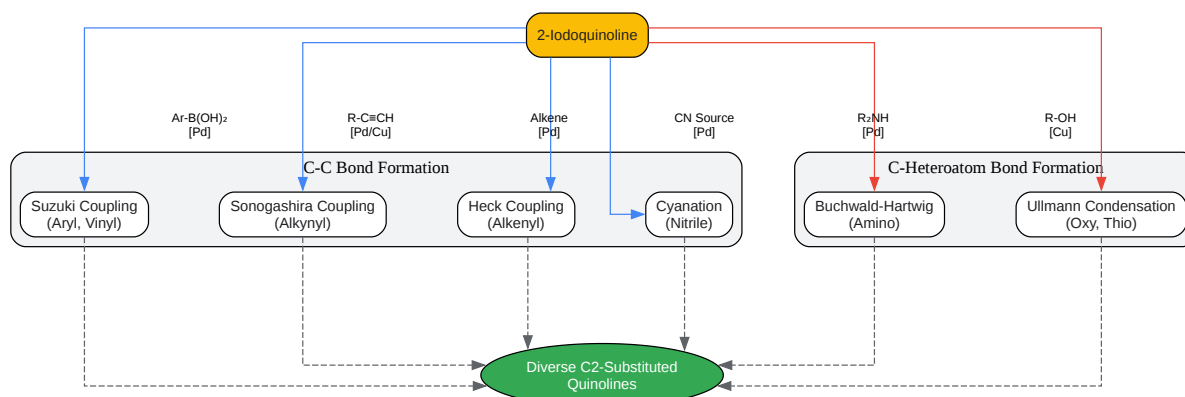 2-Iodoquinoline
Ar-B(OH)₂
[Pd]
R-C≡CH
[Pd/Cu]
Alkene
[Pd]
CN Source
[Pd]
R₂NH
[Pd]
R-OH
[Cu]
C-C Bond Formation
C-Heteroatom Bond Formation
Suzuki Coupling
(Aryl, Vinyl)
Sonogashira Coupling
(Alkynyl)
Heck Coupling
(Alkenyl)
Cyanation
(Nitrile)
Buchwald-Hartwig
(Amino)
Ullmann Condensation
(Oxy, Thio)
Diverse C2-Substituted
Quinolines